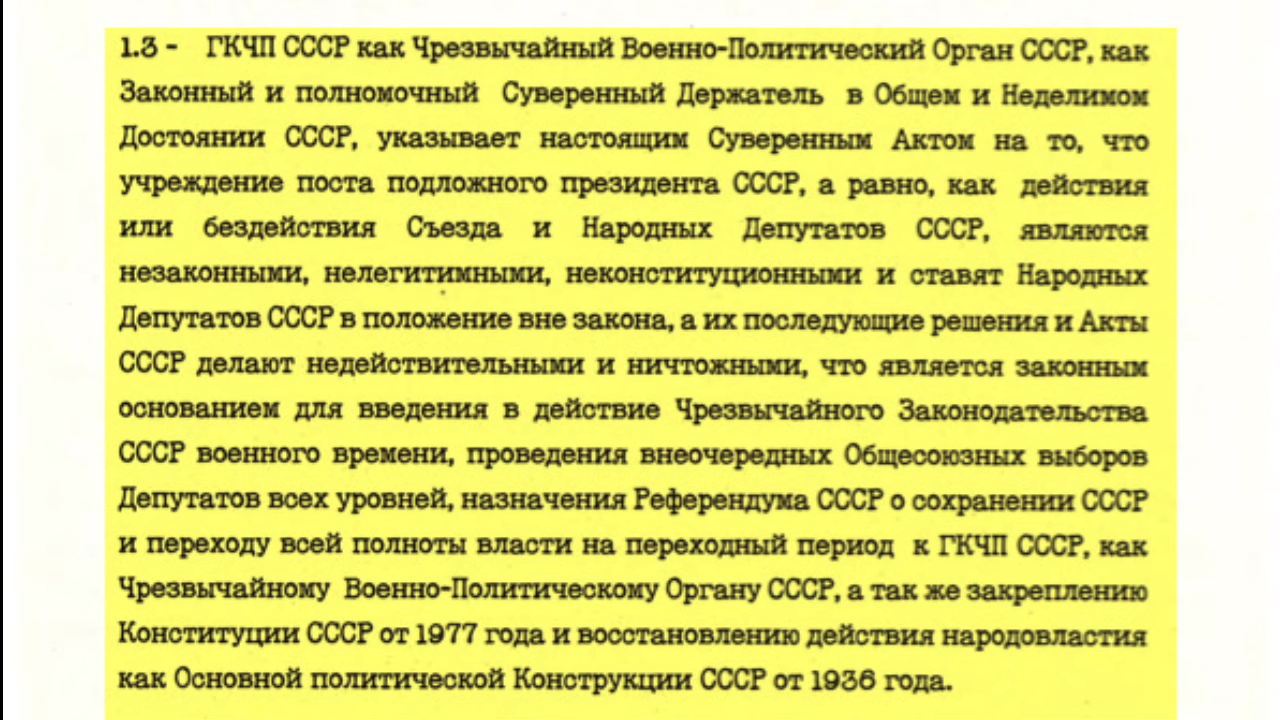 1.3 - ГКЧП СССР как Чрезвычайный Военно-Политический Орган СССР, как
Законный и полномочный Суверенный Держатель в Общем и Неделимом
Достоянии СССР, указывает настоящим Суверенным Актом на то, что
учреждение поста подложного президента СССР, а равно, как действия
или бездействия Съезда и Народных Депутатов СССР, являются
незаконными, нелегитимными, неконституционными и ставят Народных
Депутатов СССР в положение вне закона, а их последующие решения и Акты
СССР делают недействительными и ничтожными, что является законным
основанием для введения в действие Чрезвычайного Законодательства
СССР военного времени, проведения внеочередных Общесоюзных выборов
Депутатов всех уровней, назначения Референдума СССР о сохранении СССР
и переходу всей полноты власти на переходный период к ГКЧП СССР, как
Чрезвычайному Военно-Политическому Органу СССР, а так же закреплению
Конституции СССР от 1977 года и восстановлению действия народовластия
как Основной политической Конструкции СССР от 1936 года.